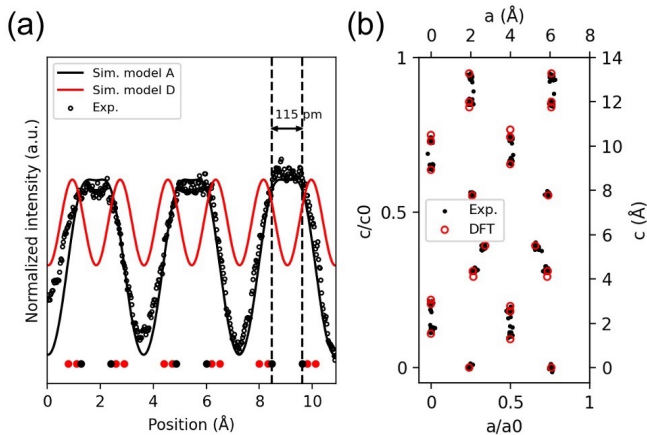 (a)
(b)
a (Å)
0 2 4 6 8
Sim. model A
Sim. model D
Exp.
115 pm
Normalized intensity (a.u.)
0 2 4 6 8 10
Position (Å)
1
0.5
0
c/c0
Exp.
DFT
14
12
10
8
6
4
2
0
c (Å)
0 0.5 1
a/a0